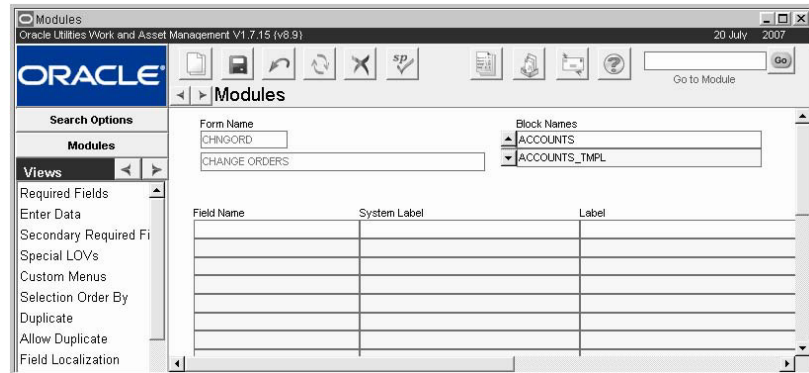 Modules
Oracle Utilities Work and Asset Management V1.7.15 (v8.9)
20 July 2007
ORACLE
sp
Go
Go to Module
Modules
Search Options
Modules
Views
Required Fields
Enter Data
Secondary Required Fi
Special LOVs
Custom Menus
Selection Order By
Duplicate
Allow Duplicate
Field Localization
Form Name
CHNGORD
CHANGE ORDERS
Block Names
ACCOUNTS
ACCOUNTS_TMPL
Field Name
System Label
Label